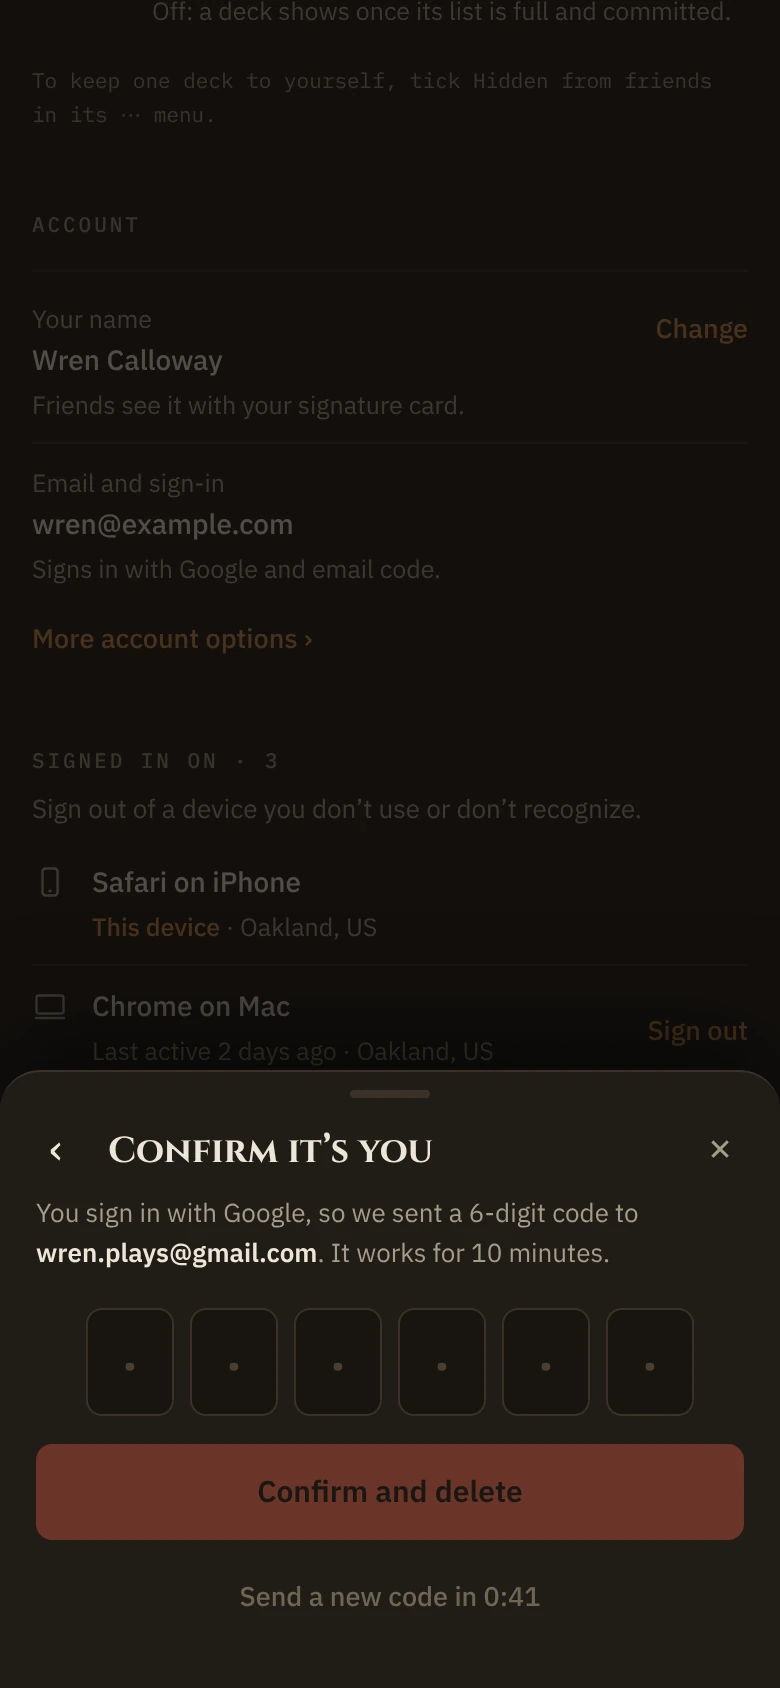 Off: a deck shows once its list is full and committed.
To keep one deck to yourself, tick Hidden from friends
in its ··· menu.
ACCOUNT
Your name
Change
Wren Calloway
Friends see it with your signature card.
Email and sign-in
wren@example.com
Signs in with Google and email code.
More account options ›
SIGNED IN ON · 3
Sign out of a device you don’t use or don’t recognize.
Safari on iPhone
This device · Oakland, US
Chrome on Mac
Sign out
Last active 2 days ago · Oakland, US
‹ Confirm it’s you ✕
You sign in with Google, so we sent a 6-digit code to
wren.plays@gmail.com. It works for 10 minutes.
Confirm and delete
Send a new code in 0:41